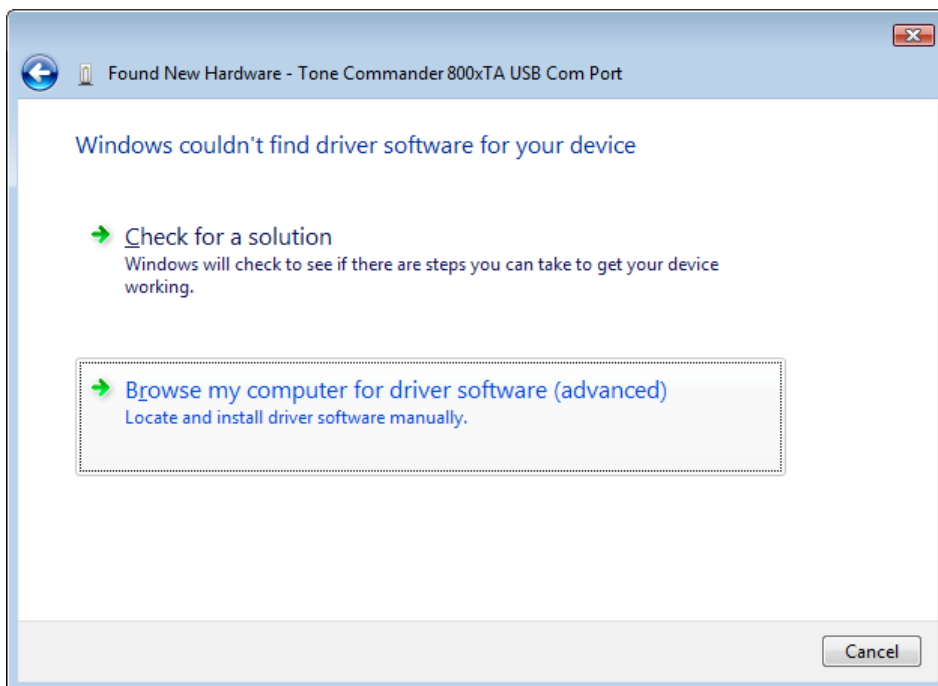 Found New Hardware - Tone Commander 800xTA USB Com Port
Windows couldn't find driver software for your device
Check for a solution
Windows will check to see if there are steps you can take to get your device
working.
Browse my computer for driver software (advanced)
Locate and install driver software manually.
Cancel